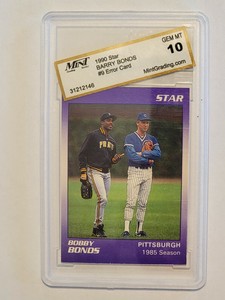 MINT
1990 Star
BARRY BONDS
#9 Error Card
GEM MT
10
MintGrading.com
31212146
STAR
BOBBY
BONDS
PITTSBURGH
1985 Season